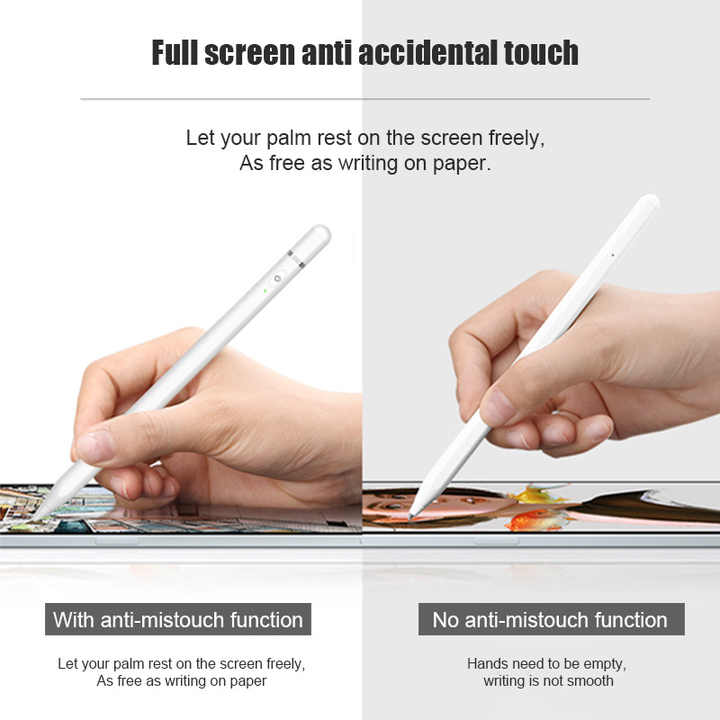 Full screen anti accidental touch
Let your palm rest on the screen freely,
As free as writing on paper.
With anti-mistouch function
No anti-mistouch function
Let your palm rest on the screen freely,
As free as writing on paper
Hands need to be empty,
writing is not smooth